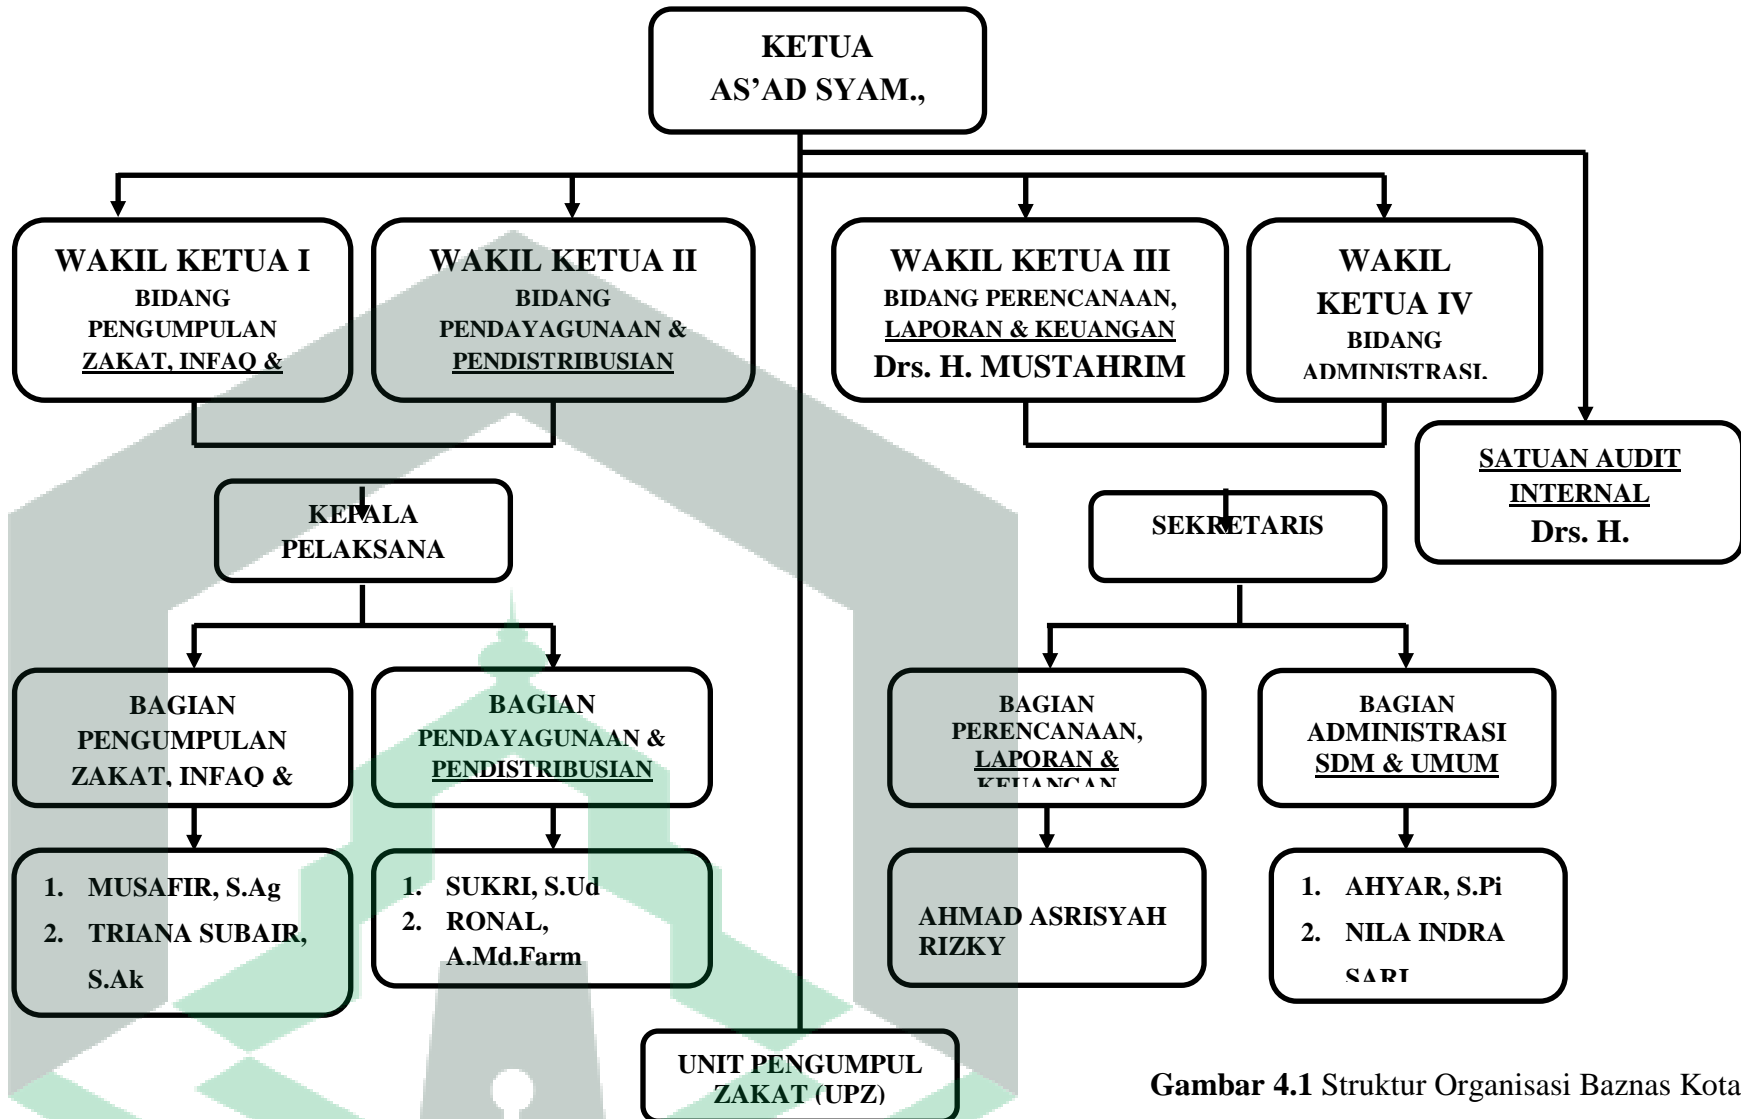 KETUA
AS’AD SYAM.,
WAKIL KETUA I
BIDANG
PENGUMPULAN
ZAKAT, INFAQ &
WAKIL KETUA II
BIDANG
PENDAYAGUNAAN &
PENDISTRIBUSIAN
WAKIL KETUA III
BIDANG PERENCANAAN,
LAPORAN & KEUANGAN
Drs. H. MUSTAHRIM
WAKIL
KETUA IV
BIDANG
ADMINISTRASI,
SATUAN AUDIT
INTERNAL
Drs. H.
KEPALA
PELAKSANA
SEKRETARIS
BAGIAN
PENGUMPULAN
ZAKAT, INFAQ &
BAGIAN
PENDAYAGUNAAN &
PENDISTRIBUSIAN
BAGIAN
PERENCANAAN,
LAPORAN &
KEUANGAN
BAGIAN
ADMINISTRASI
SDM & UMUM
1. MUSAFIR, S.Ag
2. TRIANA SUBAIR,
S.Ak
1. SUKRI, S.Ud
2. RONAL,
A.Md.Farm
AHMAD ASRISYAH
RIZKY
1. AHYAR, S.Pi
2. NILA INDRA
SARI
UNIT PENGUMPUL
ZAKAT (UPZ)
Gambar 4.1 Struktur Organisasi Baznas Kota